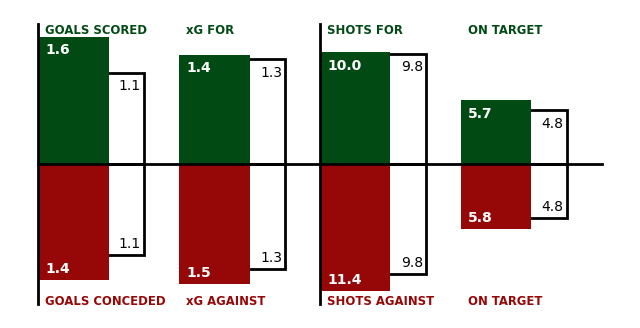 GOALS SCORED xG FOR SHOTS FOR ON TARGET
1.6 1.1 1.4 1.3 10.0 9.8 5.7 4.8
1.4 1.1 1.5 1.3 11.4 9.8 5.8 4.8
GOALS CONCEDED xG AGAINST SHOTS AGAINST ON TARGET